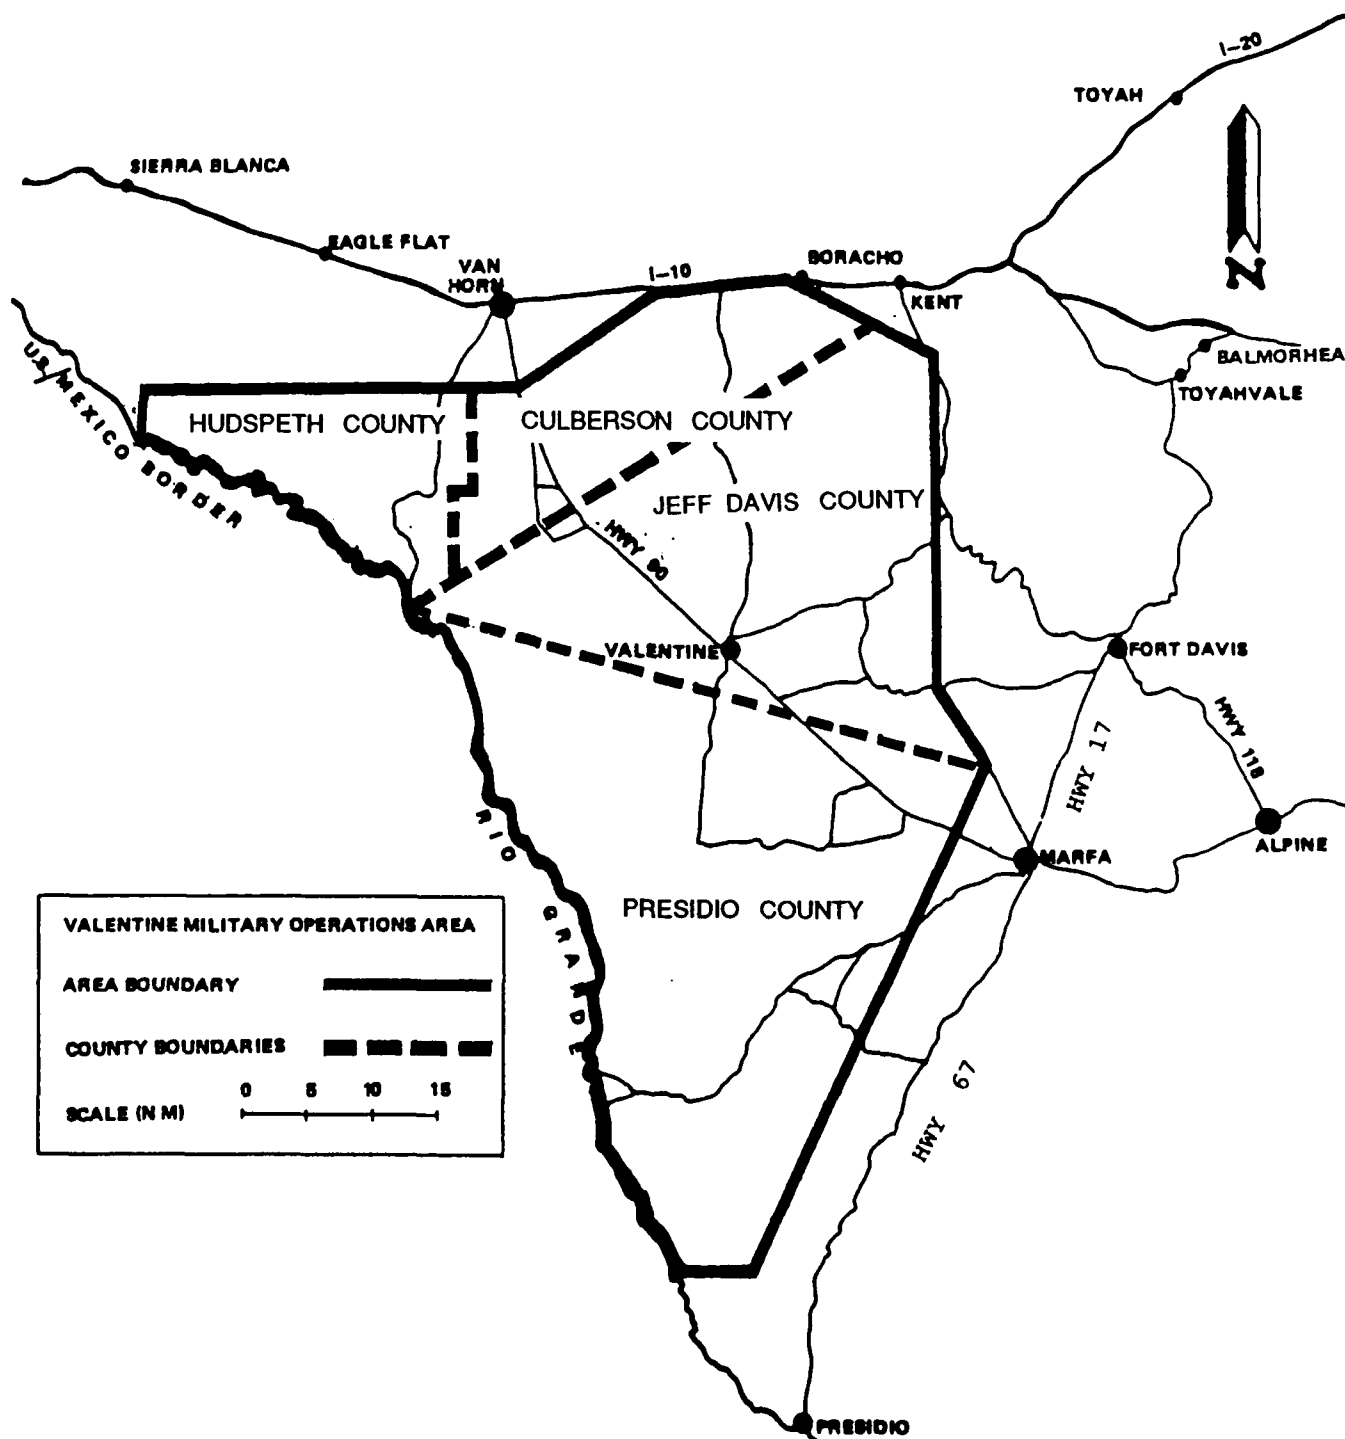 I-20
TOYAH
SIERRA BLANCA
EAGLE FLAT
VAN
HORN
I-10
BORACHO
KENT
N
BALMORHEA
TOYAHVALE
U.S./MEXICO BORDER
HUDSPETH COUNTY
CULBERSON COUNTY
JEFF DAVIS COUNTY
HWY 90
VALENTINE
FORT DAVIS
HWY 118
HWY 17
ALPINE
MARFA
RIO GRANDE
PRESIDIO COUNTY
HWY 67
PRESIDIO
VALENTINE MILITARY OPERATIONS AREA
AREA BOUNDARY
COUNTY BOUNDARIES
0 5 10 15
SCALE (N M)